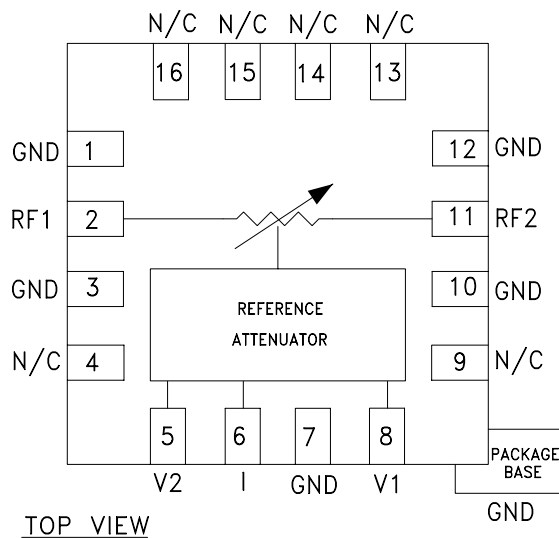 N/C N/C N/C N/C
16 15 14 13
GND 1 12 GND
RF1 2 11 RF2
GND 3 10 GND
REFERENCE
ATTENUATOR
N/C 4 9 N/C
5 6 7 8
V2 I GND V1
PACKAGE
BASE
GND
TOP VIEW